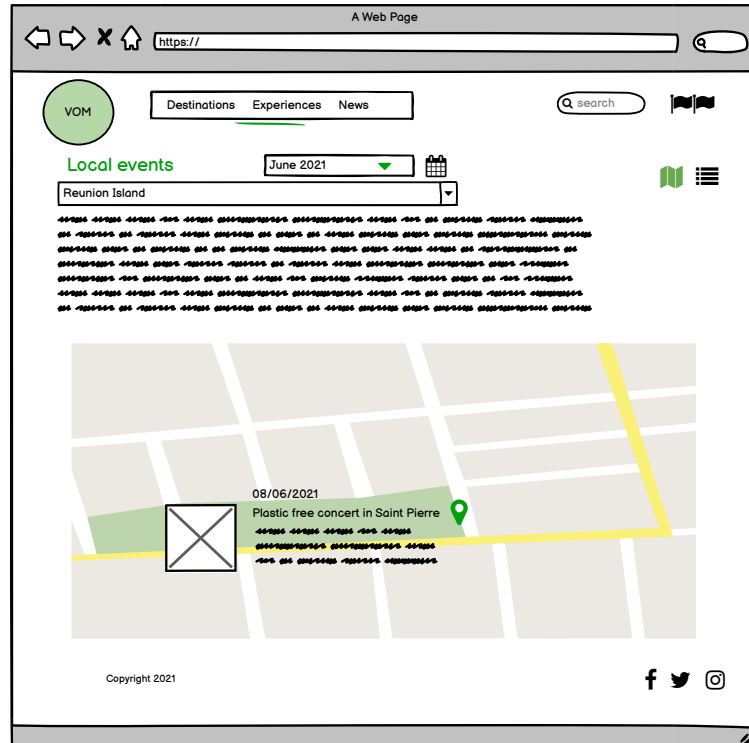 A Web Page
https://
VOM
Destinations Experiences News
search
Local events
June 2021
Reunion Island
08/06/2021
Plastic free concert in Saint Pierre
Copyright 2021